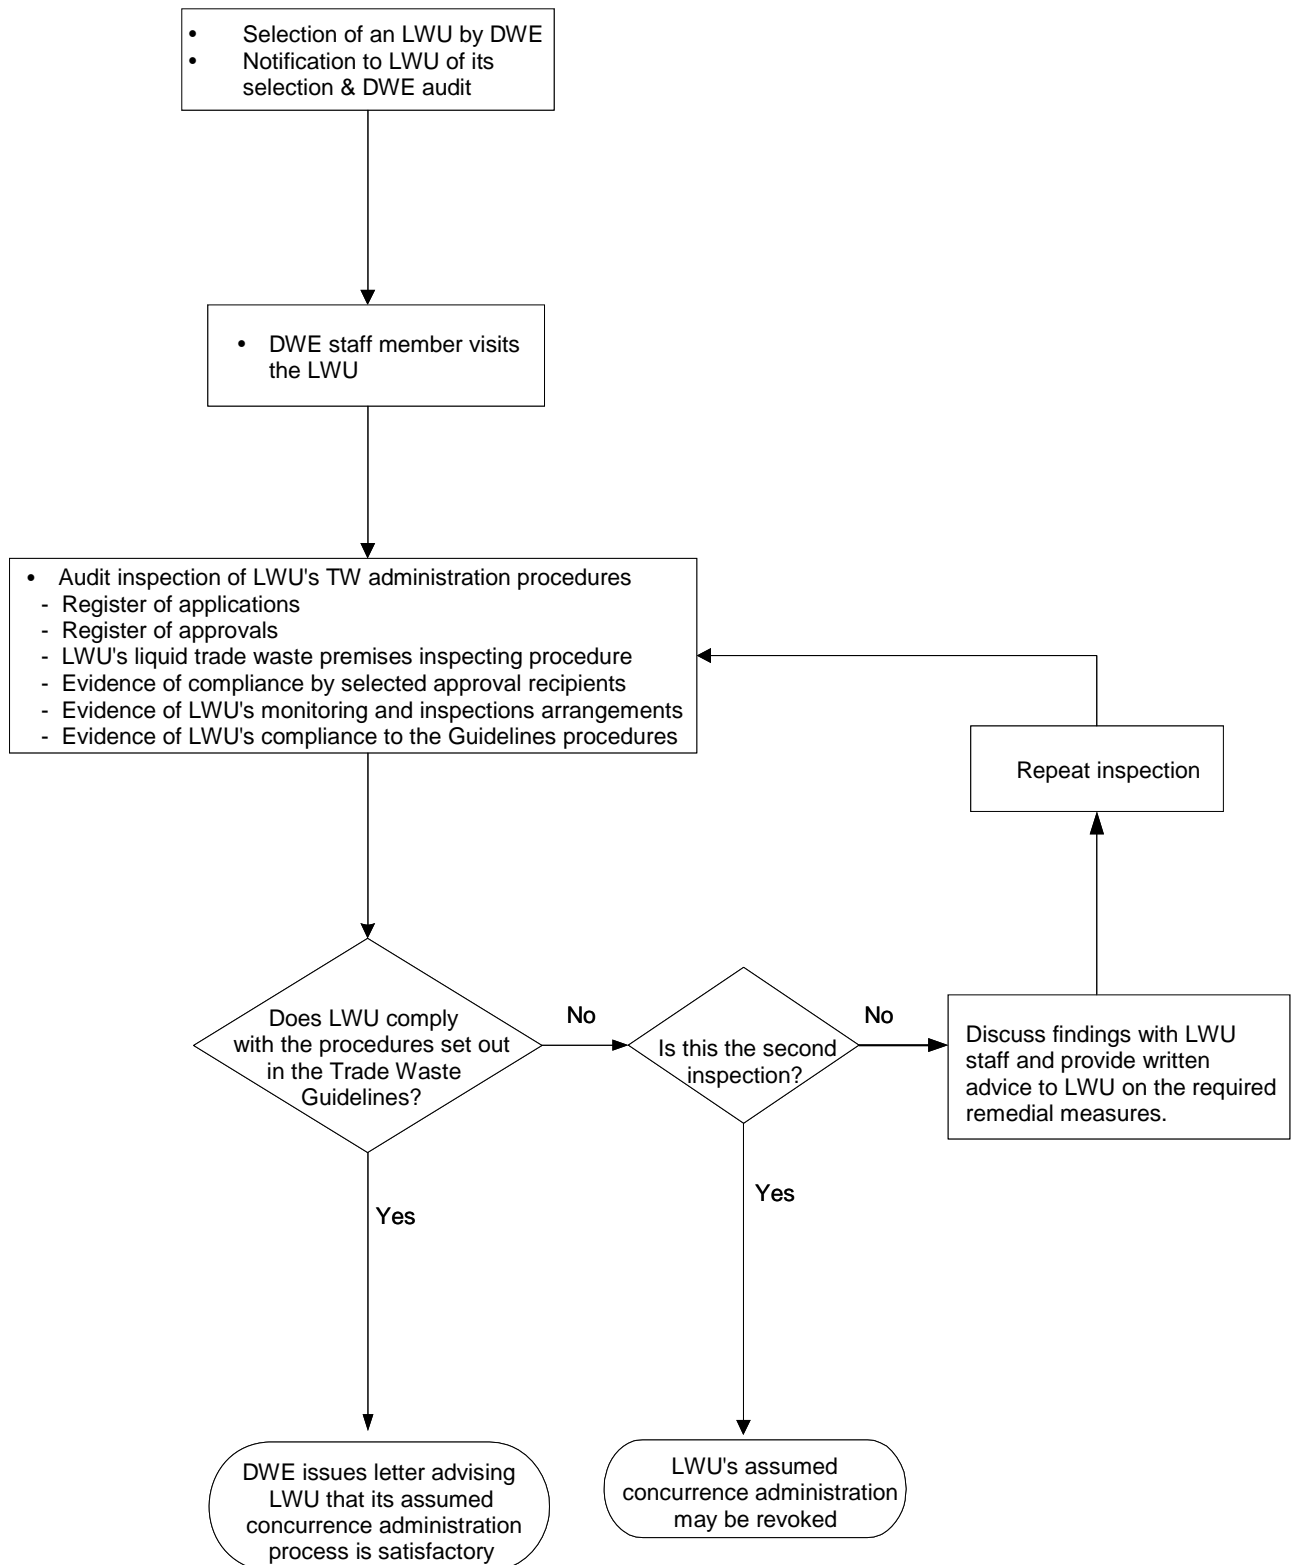 • Selection of an LWU by DWE
• Notification to LWU of its
selection & DWE audit
• DWE staff member visits
the LWU
• Audit inspection of LWU's TW administration procedures
- Register of applications
- Register of approvals
- LWU's liquid trade waste premises inspecting procedure
- Evidence of compliance by selected approval recipients
- Evidence of LWU's monitoring and inspections arrangements
- Evidence of LWU's compliance to the Guidelines procedures
Repeat inspection
Does LWU comply
with the procedures set out
in the Trade Waste
Guidelines?
No
Is this the second
inspection?
No
Discuss findings with LWU
staff and provide written
advice to LWU on the required
remedial measures.
Yes
Yes
DWE issues letter advising
LWU that its assumed
concurrence administration
process is satisfactory
LWU's assumed
concurrence administration
may be revoked